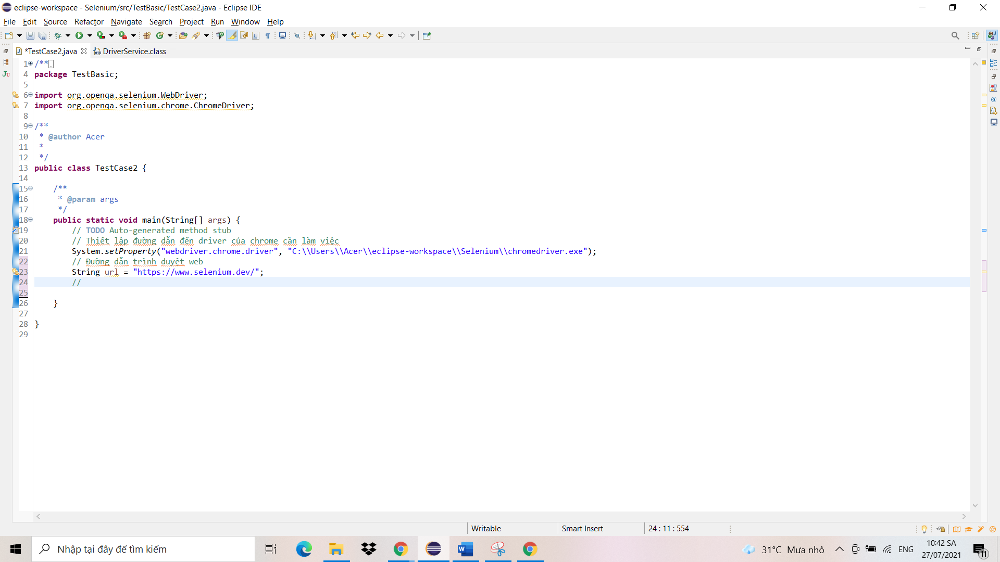 eclipse-workspace - Selenium/src/TestBasic/TestCase2.java - Eclipse IDE
File Edit Source Refactor Navigate Search Project Run Window Help
*TestCase2.java DriverService.class
1 /**
4 package TestBasic;
5
6 import org.openqa.selenium.WebDriver;
7 import org.openqa.selenium.chrome.ChromeDriver;
8
9 /**
10 * @author Acer
11 *
12 */
13 public class TestCase2 {
14
15 /**
16 * @param args
17 */
18 public static void main(String[] args) {
19 // TODO Auto-generated method stub
20 // Thiết lập đường dẫn đến driver của chrome cần làm việc
21 System.setProperty("webdriver.chrome.driver", "C:\\Users\\Acer\\eclipse-workspace\\Selenium\\chromedriver.exe");
22 // Đường dẫn trình duyệt web
23 String url = "https://www.selenium.dev/";
24 //
25
26 }
27
28 }
29
Writable Smart Insert 24 : 11 : 554
Nhập tại đây để tìm kiếm
31°C Mưa nhỏ ENG 10:42 SA
27/07/2021
11